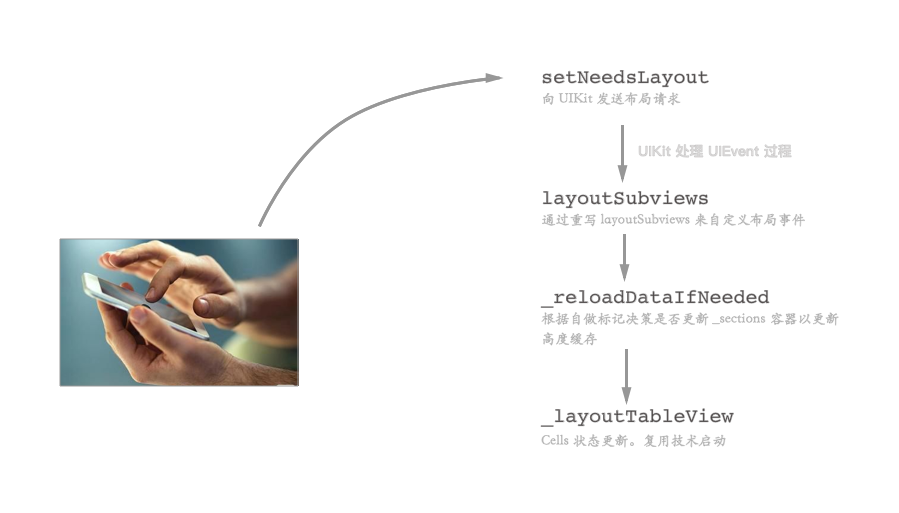 setNeedsLayout
向 UIKit 发送布局请求
UIKit 处理 UIEvent 过程
layoutSubviews
通过重写 layoutSubviews 来自定义布局事件
_reloadDataIfNeeded
根据自做标记决策是否更新 _sections 容器以更新
高度缓存
_layoutTableView
Cells 状态更新。复用技术启动